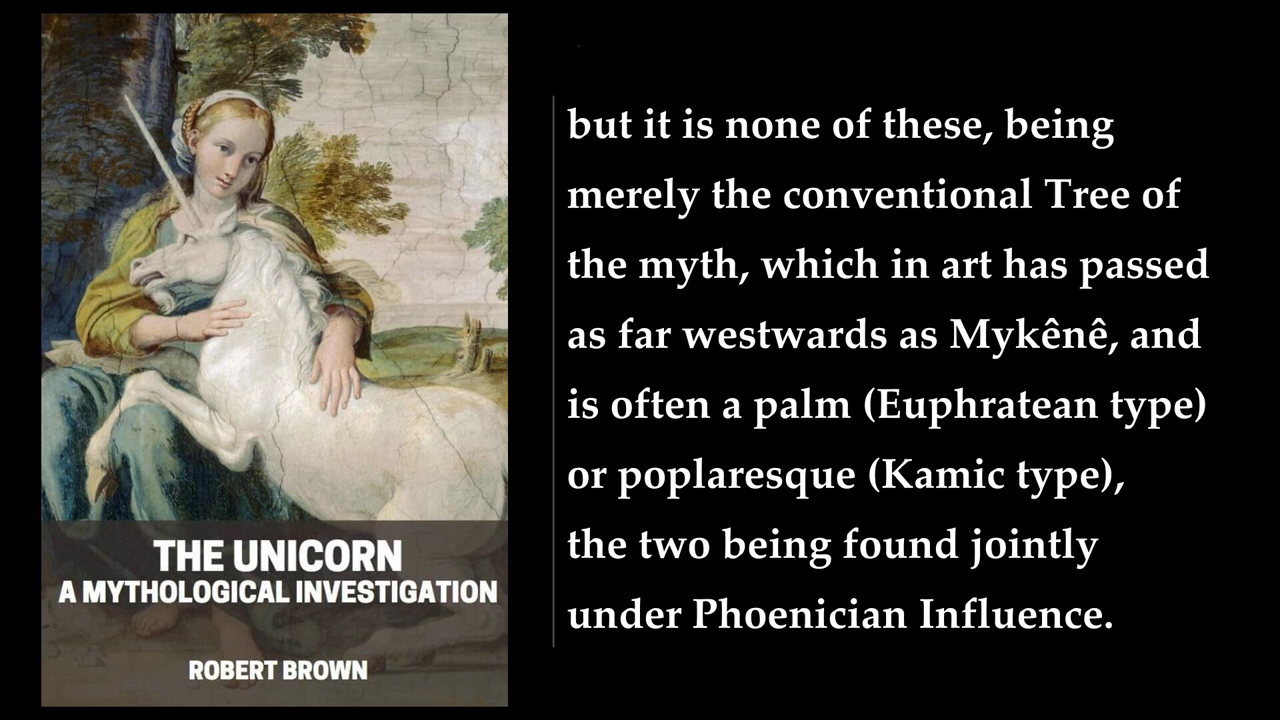 THE UNICORN
A MYTHOLOGICAL INVESTIGATION
ROBERT BROWN
but it is none of these, being
merely the conventional Tree of
the myth, which in art has passed
as far westwards as Mykênê, and
is often a palm (Euphratean type)
or poplaresque (Kamic type),
the two being found jointly
under Phoenician Influence.